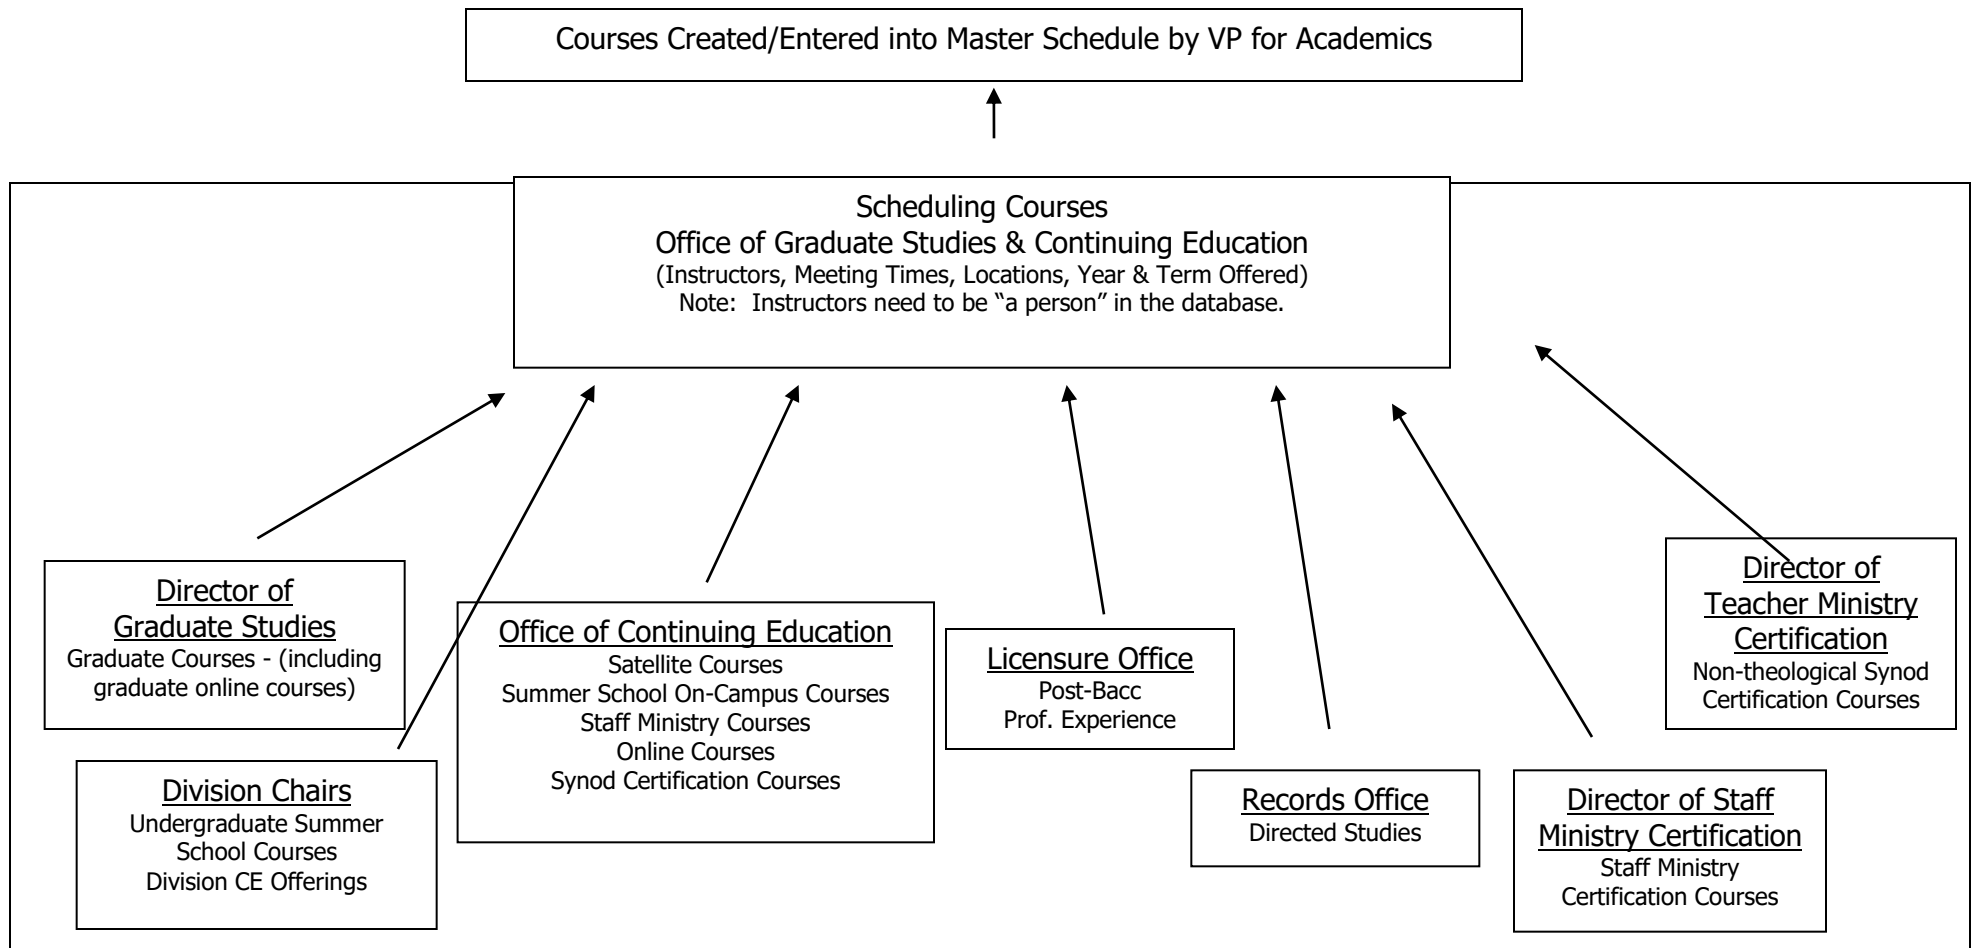 Courses Created/Entered into Master Schedule by VP for Academics
Scheduling Courses
Office of Graduate Studies & Continuing Education
(Instructors, Meeting Times, Locations, Year & Term Offered)
Note:  Instructors need to be “a person” in the database.
Director of
Graduate Studies
Graduate Courses - (including
graduate online courses)
Division Chairs
Undergraduate Summer
School Courses
Division CE Offerings
Office of Continuing Education
Satellite Courses
Summer School On-Campus Courses
Staff Ministry Courses
Online Courses
Synod Certification Courses
Licensure Office
Post-Bacc
Prof. Experience
Records Office
Directed Studies
Director of Staff
Ministry Certification
Staff Ministry
Certification Courses
Director of
Teacher Ministry
Certification
Non-theological Synod
Certification Courses